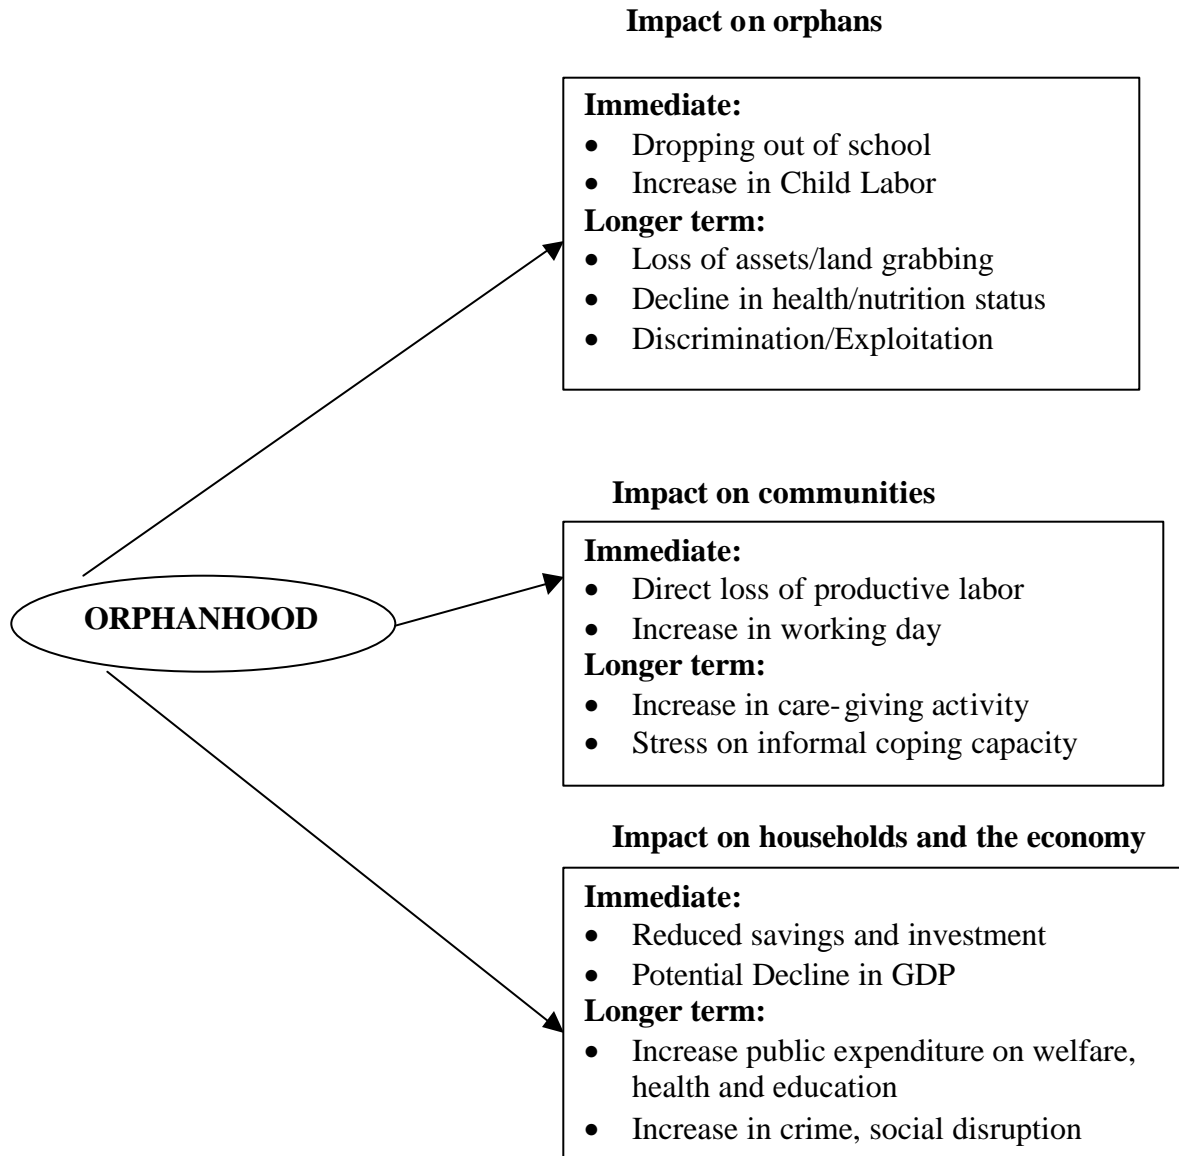 Impact on orphans
Immediate:
• Dropping out of school
• Increase in Child Labor
Longer term:
• Loss of assets/land grabbing
• Decline in health/nutrition status
• Discrimination/Exploitation
Impact on communities
Immediate:
• Direct loss of productive labor
• Increase in working day
Longer term:
• Increase in care-giving activity
• Stress on informal coping capacity
ORPHANHOOD
Impact on households and the economy
Immediate:
• Reduced savings and investment
• Potential Decline in GDP
Longer term:
• Increase public expenditure on welfare,
health and education
• Increase in crime, social disruption